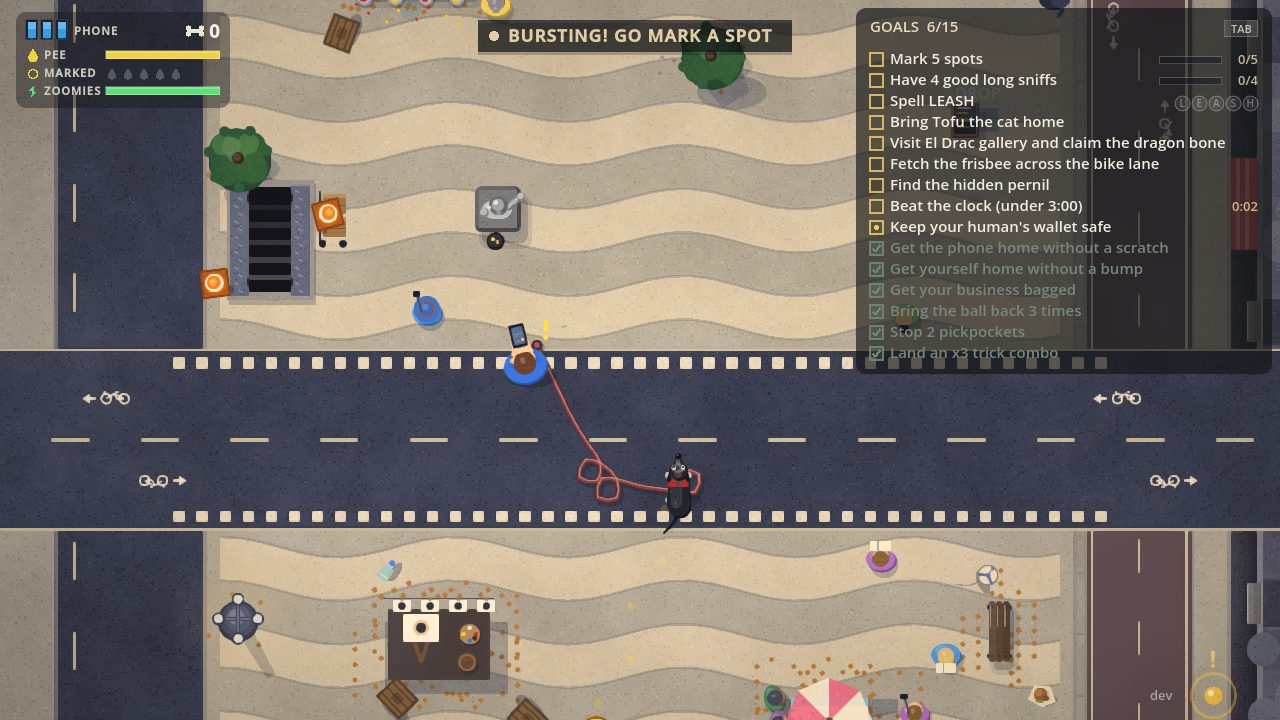 PHONE 0
PEE
MARKED
ZOOMIES
BURSTING! GO MARK A SPOT
GOALS 6/15 TAB
Mark 5 spots 0/5
Have 4 good long sniffs 0/4
Spell LEASH L E A S H
Bring Tofu the cat home
Visit El Drac gallery and claim the dragon bone
Fetch the frisbee across the bike lane
Find the hidden pernil
Beat the clock (under 3:00) 0:02
Keep your human's wallet safe
Get the phone home without a scratch
Get yourself home without a bump
Get your business bagged
Bring the ball back 3 times
Stop 2 pickpockets
Land an x3 trick combo
!
!
dev